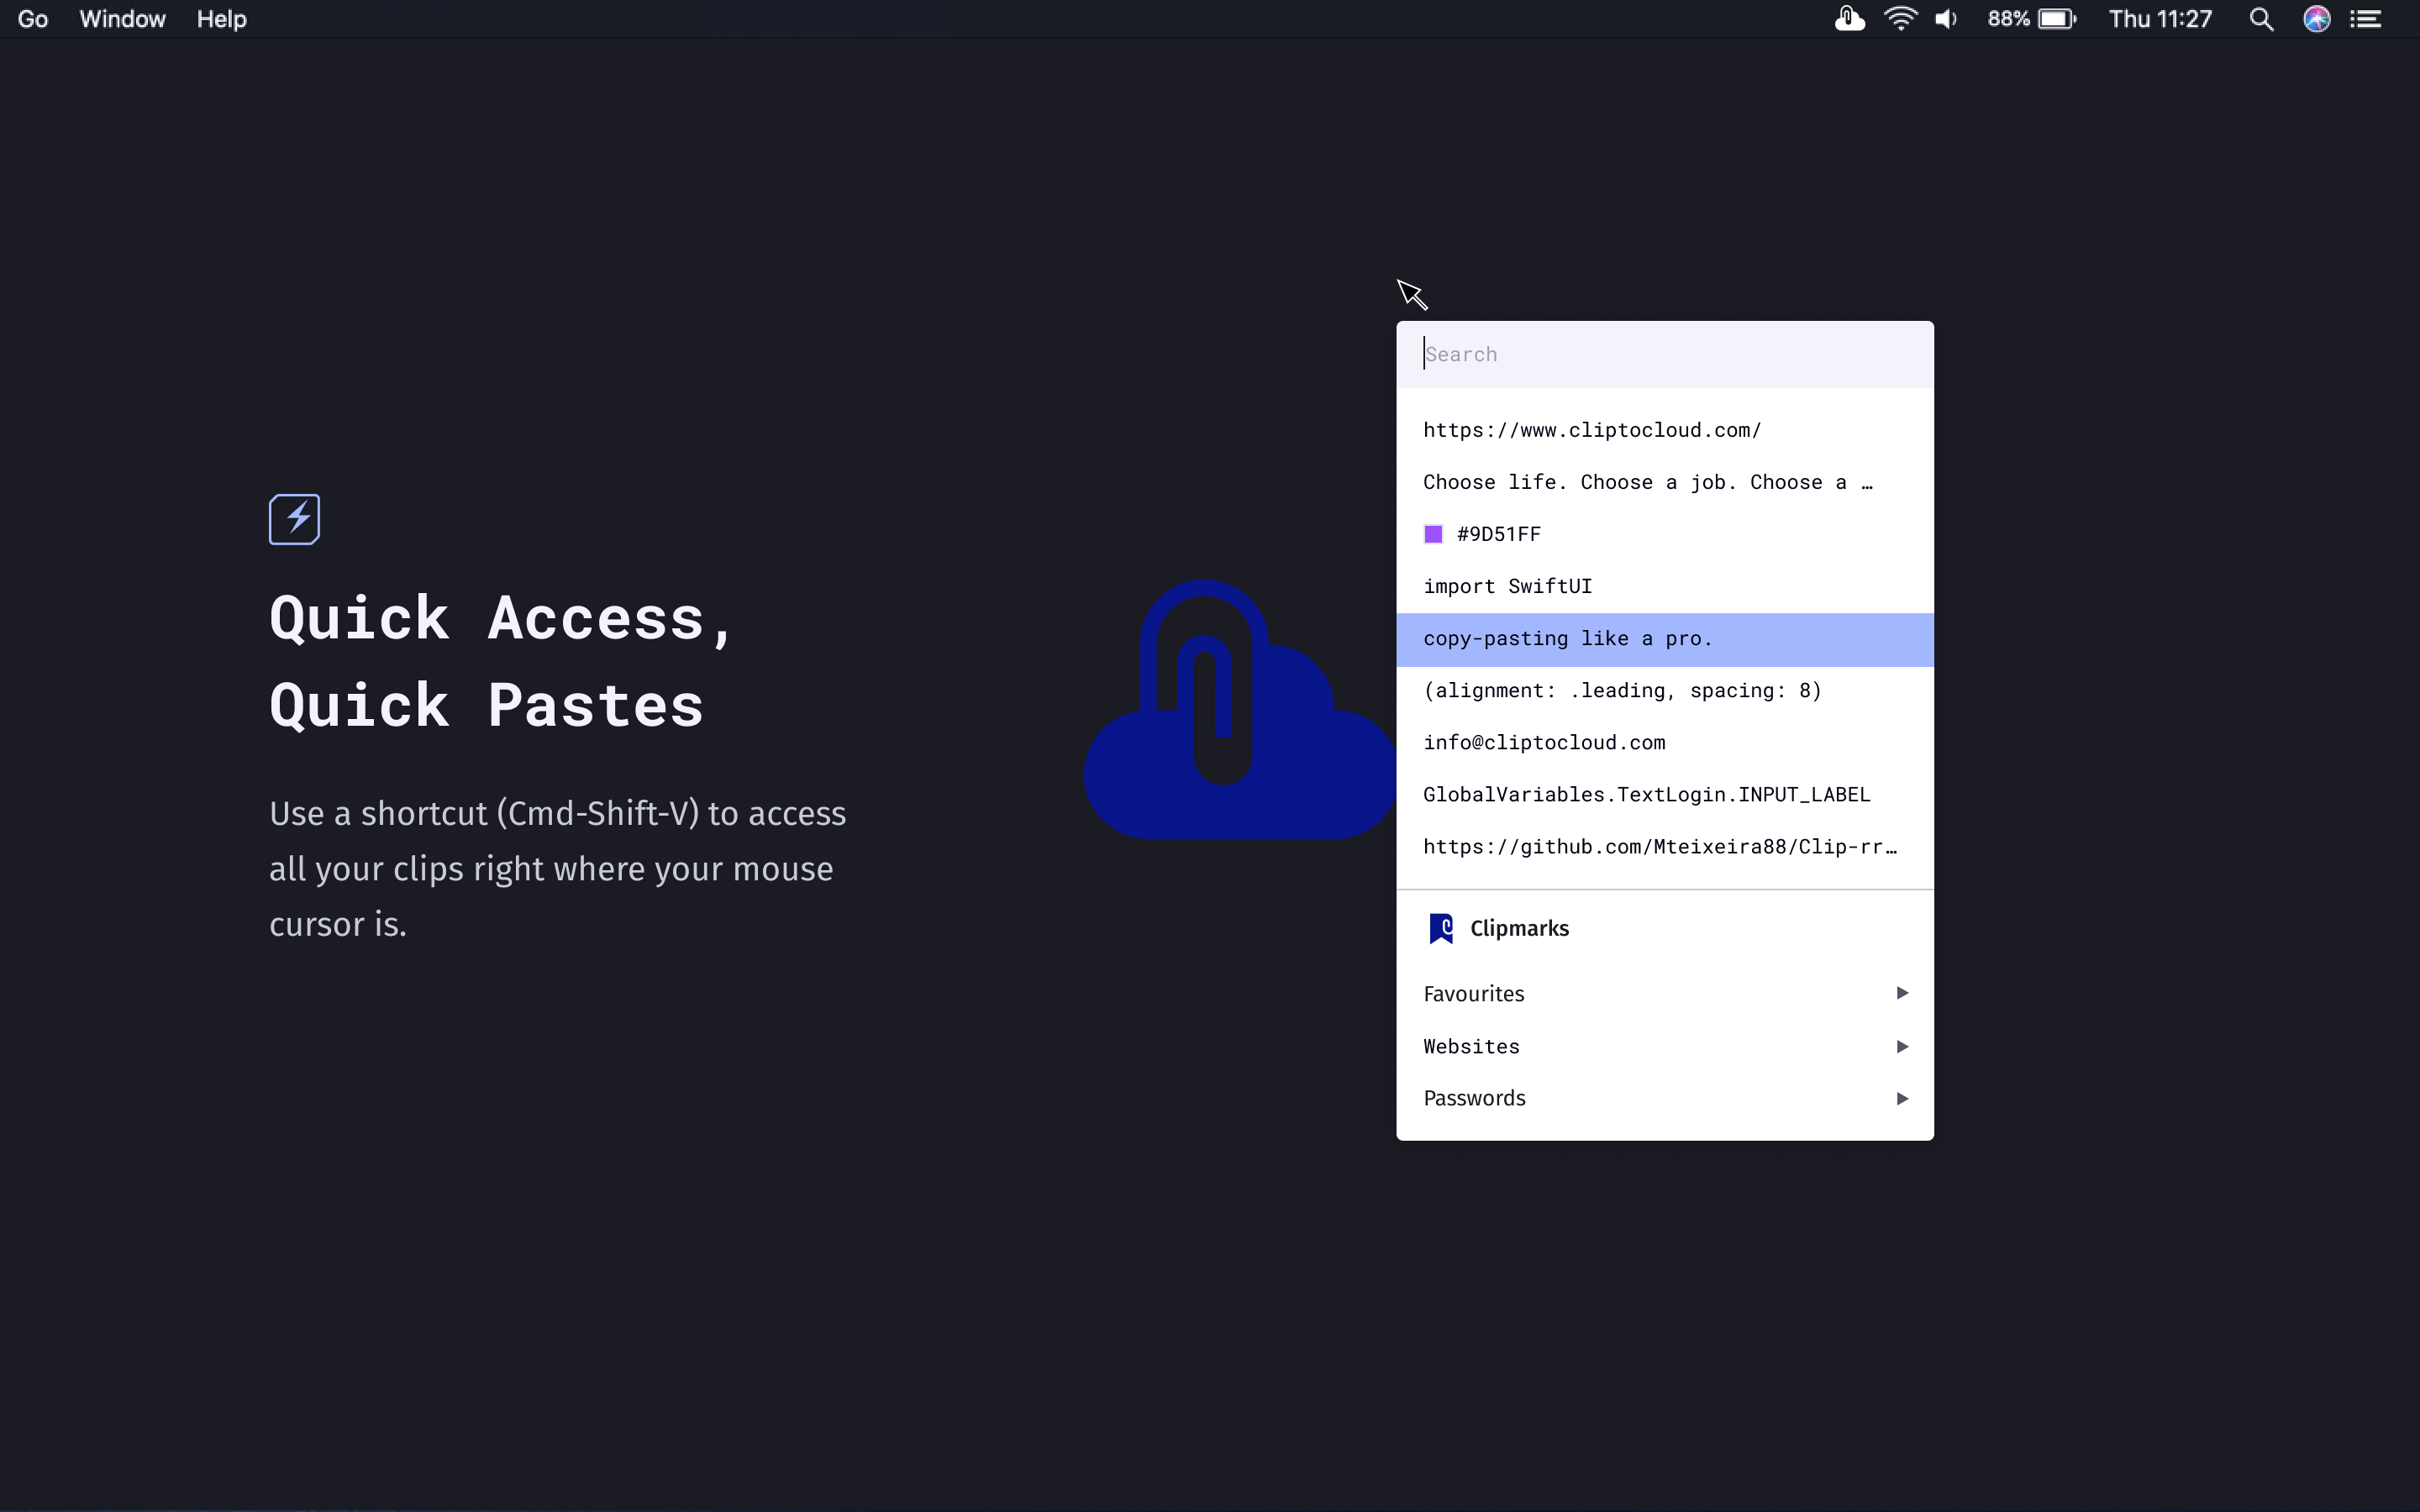 Go Window Help 88% Thu 11:27
Quick Access,
Quick Pastes
Use a shortcut (Cmd-Shift-V) to access
all your clips right where your mouse
cursor is.
Search
https://www.cliptocloud.com/
Choose life. Choose a job. Choose a …
#9D51FF
import SwiftUI
copy-pasting like a pro.
(alignment: .leading, spacing: 8)
info@cliptocloud.com
GlobalVariables.TextLogin.INPUT_LABEL
https://github.com/Mteixeira88/Clip-rr…
Clipmarks
Favourites
Websites
Passwords